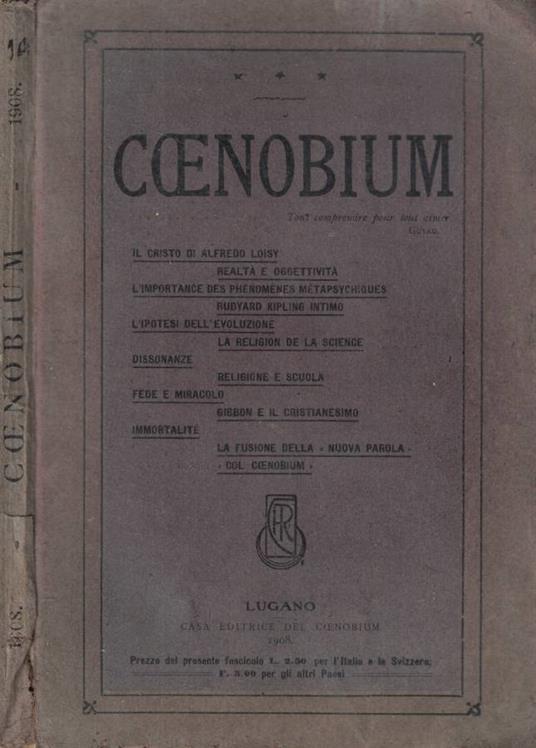 1908.
CŒNOBIUM
1908.
* * *
CŒNOBIUM
Tout comprendre pour tout aimer
GUYAU.
IL CRISTO DI ALFREDO LOISY
REALTÀ E OGGETTIVITÀ
L'IMPORTANCE DES PHÉNOMÈNES MÉTAPSYCHIQUES
RUDYARD KIPLING INTIMO
L'IPOTESI DELL'EVOLUZIONE
LA RELIGION DE LA SCIENCE
DISSONANZE
RELIGIONE E SCUOLA
FEDE E MIRACOLO
GIBBON E IL CRISTIANESIMO
IMMORTALITÉ
LA FUSIONE DELLA « NUOVA PAROLA »
« COL CŒNOBIUM »
LUGANO
CASA EDITRICE DEL CŒNOBIUM
1908.
Prezzo del presente fascicolo L. 2.50 per l'Italia e la Svizzera;
F. 3.00 per gli altri Paesi